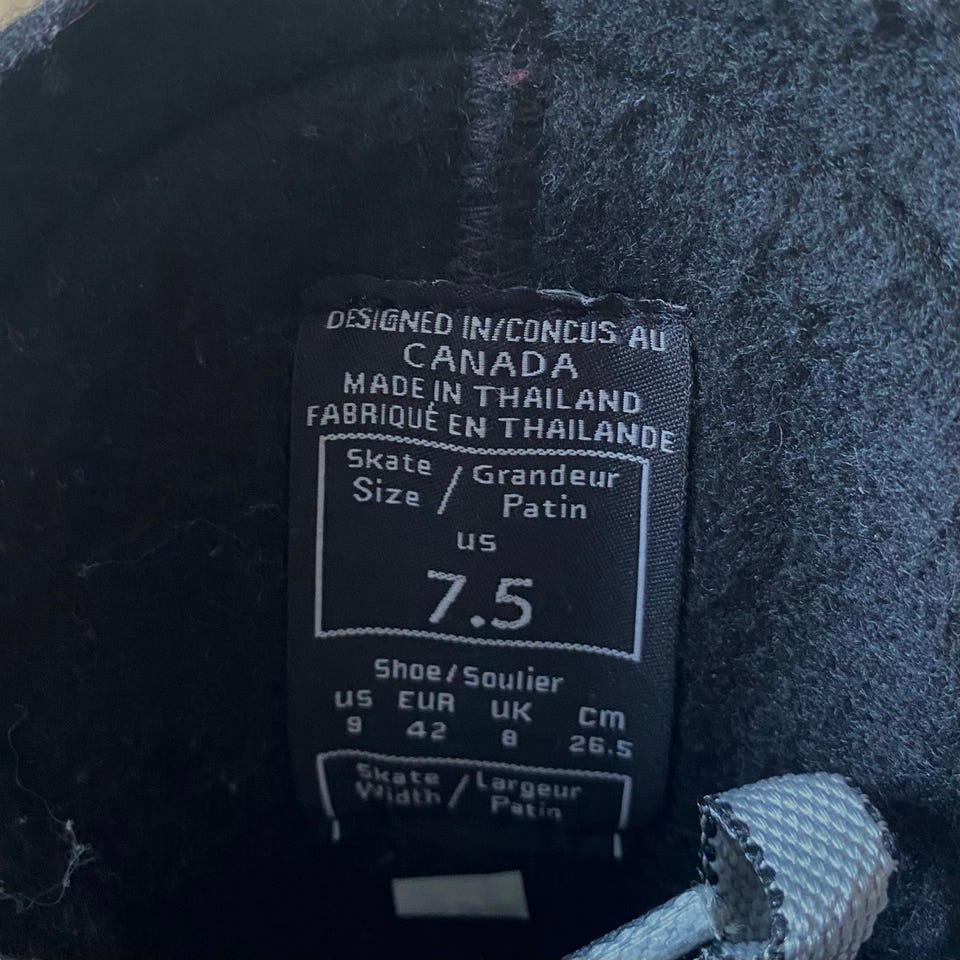 DESIGNED IN/CONCUS AU
CANADA
MADE IN THAILAND
FABRIQUÉ EN THAILANDE
Skate / Grandeur
Size / Patin
US
7.5
Shoe/Soulier
US EUR UK Cm
9 42 8 26.5
Skate / Largeur
Width / Patin